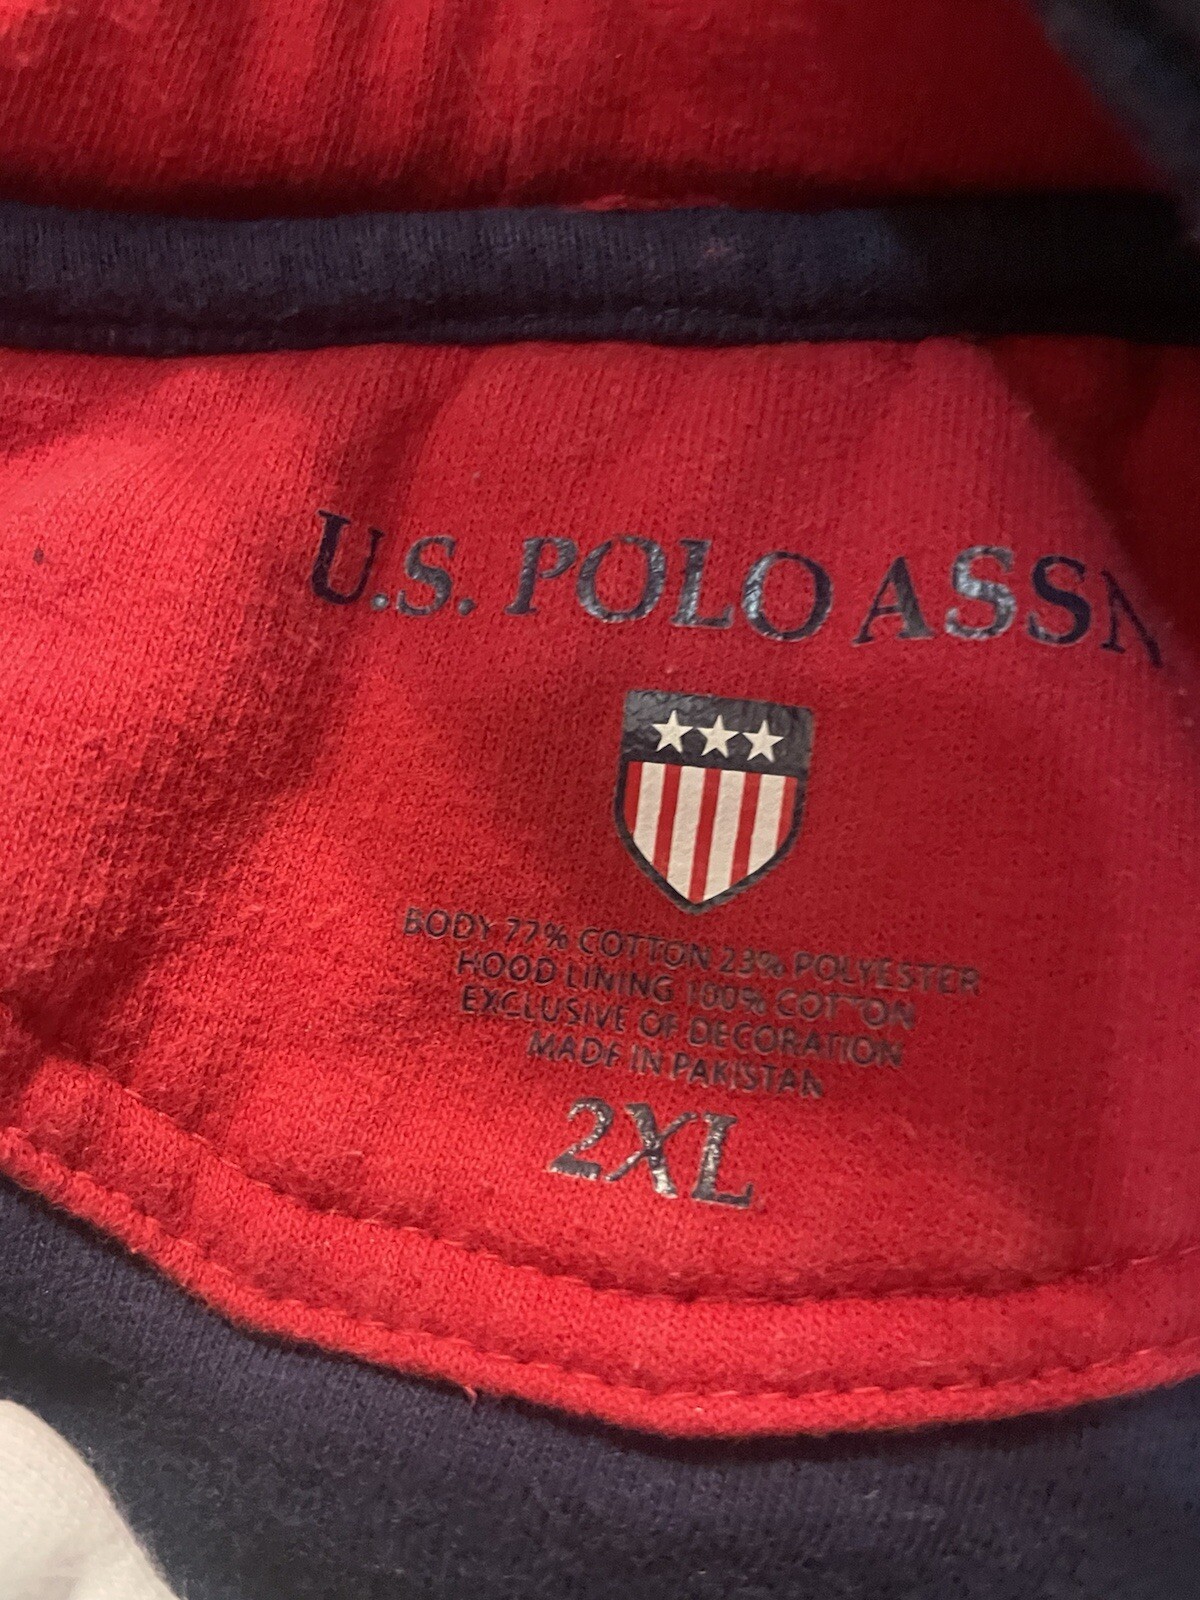 U.S. POLO ASSN
BODY 77% COTTON 23% POLYESTER
HOOD LINING 100% COTTON
EXCLUSIVE OF DECORATION
MADE IN PAKISTAN
2XL